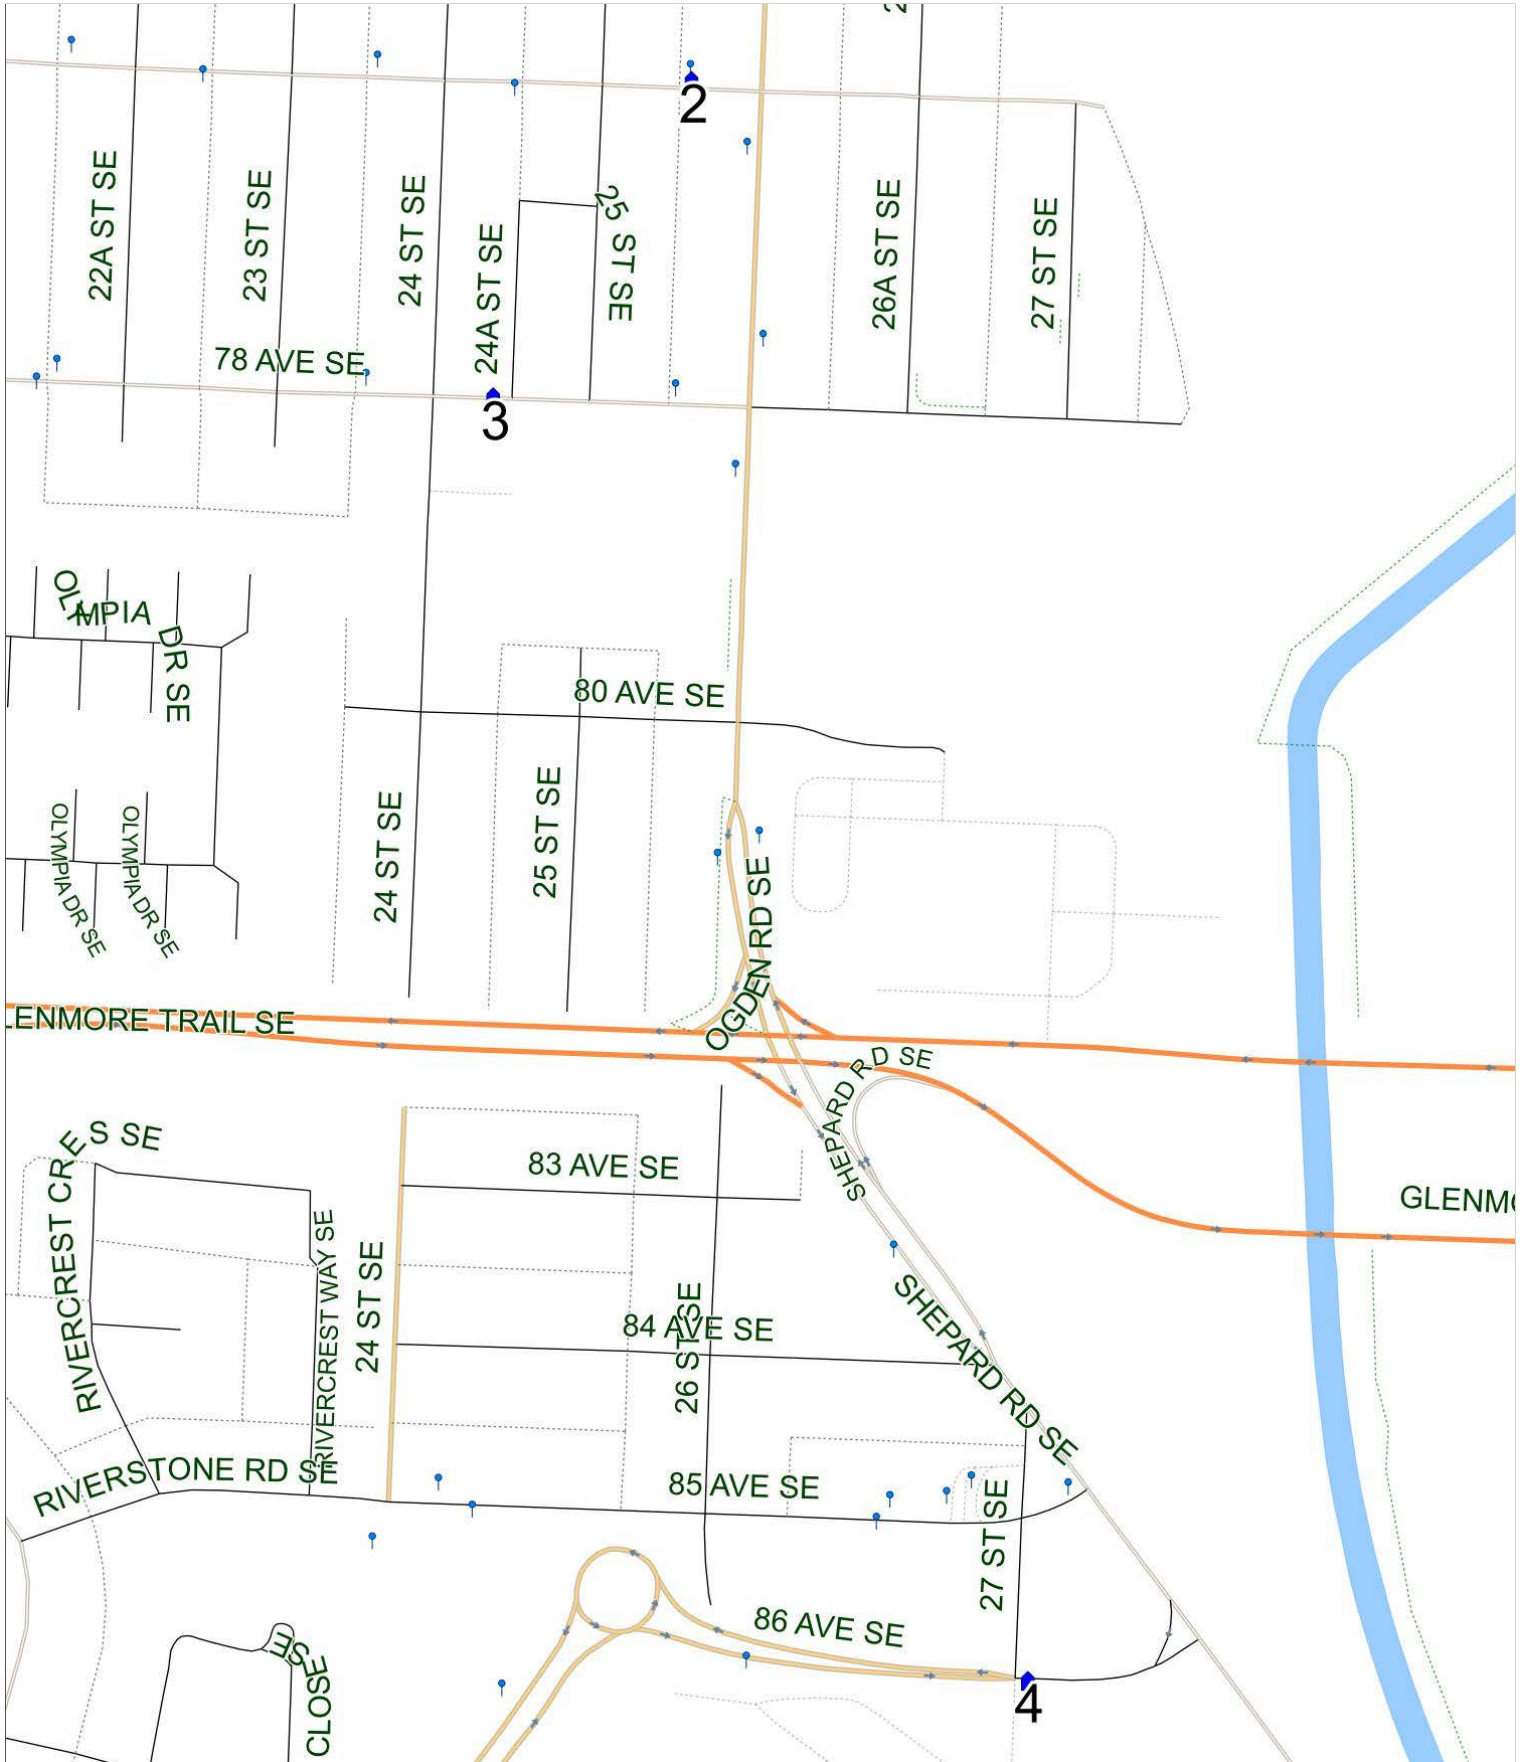 2
22A ST SE
23 ST SE
24 ST SE
24A ST SE
25 ST SE
26A ST SE
27 ST SE
78 AVE SE
3
OLYMPIA DR SE
80 AVE SE
24 ST SE
25 ST SE
OLYMPIA DR SE
OLYMPIA DR SE
OGDEN RD SE
LENMORE TRAIL SE
SHEPARD RD SE
RIVERCREST CRES SE
83 AVE SE
GLENM
RIVERCREST WAY SE
24 ST SE
26 ST SE
84 AVE SE
SHEPARD RD SE
RIVERSTONE RD SE
85 AVE SE
27 ST SE
86 AVE SE
CLOSE SE
4